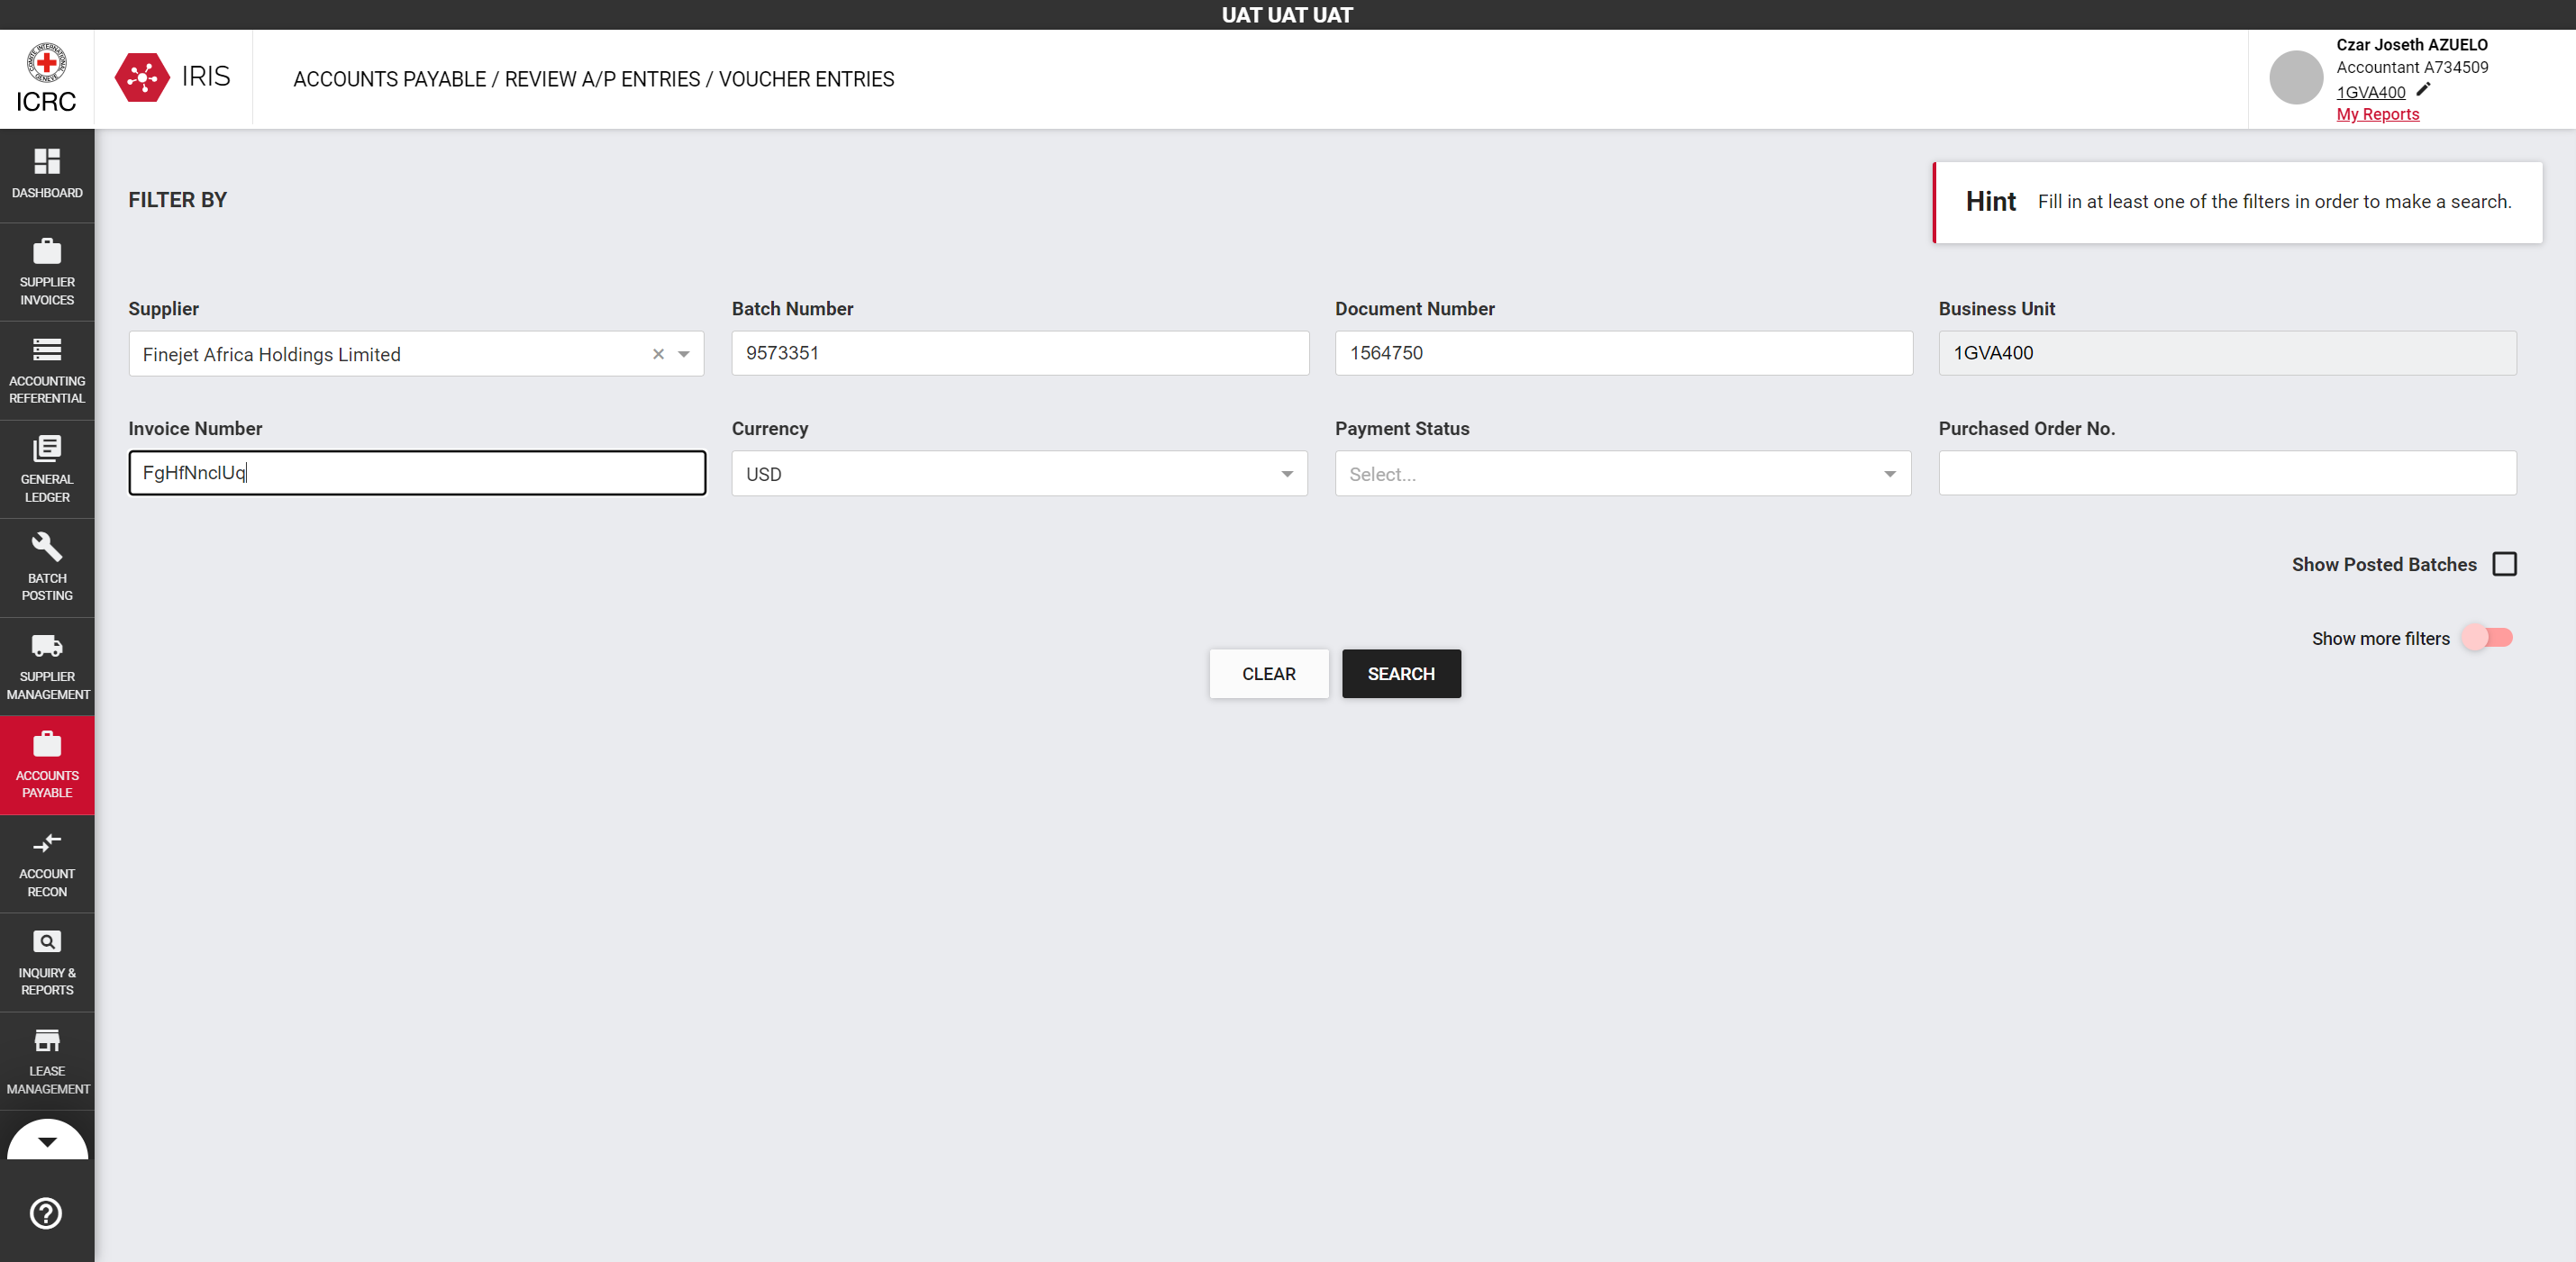 UAT UAT UAT
COMITE INTERNATIONAL GENEVE
ICRC
IRIS
ACCOUNTS PAYABLE / REVIEW A/P ENTRIES / VOUCHER ENTRIES
Czar Joseth AZUELO
Accountant A734509
1GVA400
My Reports
DASHBOARD
SUPPLIER
INVOICES
ACCOUNTING
REFERENTIAL
GENERAL
LEDGER
BATCH
POSTING
SUPPLIER
MANAGEMENT
ACCOUNTS
PAYABLE
ACCOUNT
RECON
INQUIRY &
REPORTS
LEASE
MANAGEMENT
FILTER BY
Hint Fill in at least one of the filters in order to make a search.
Supplier Batch Number Document Number Business Unit
Finejet Africa Holdings Limited 9573351 1564750 1GVA400
Invoice Number Currency Payment Status Purchased Order No.
USD Select...
Show Posted Batches
Show more filters
CLEAR SEARCH